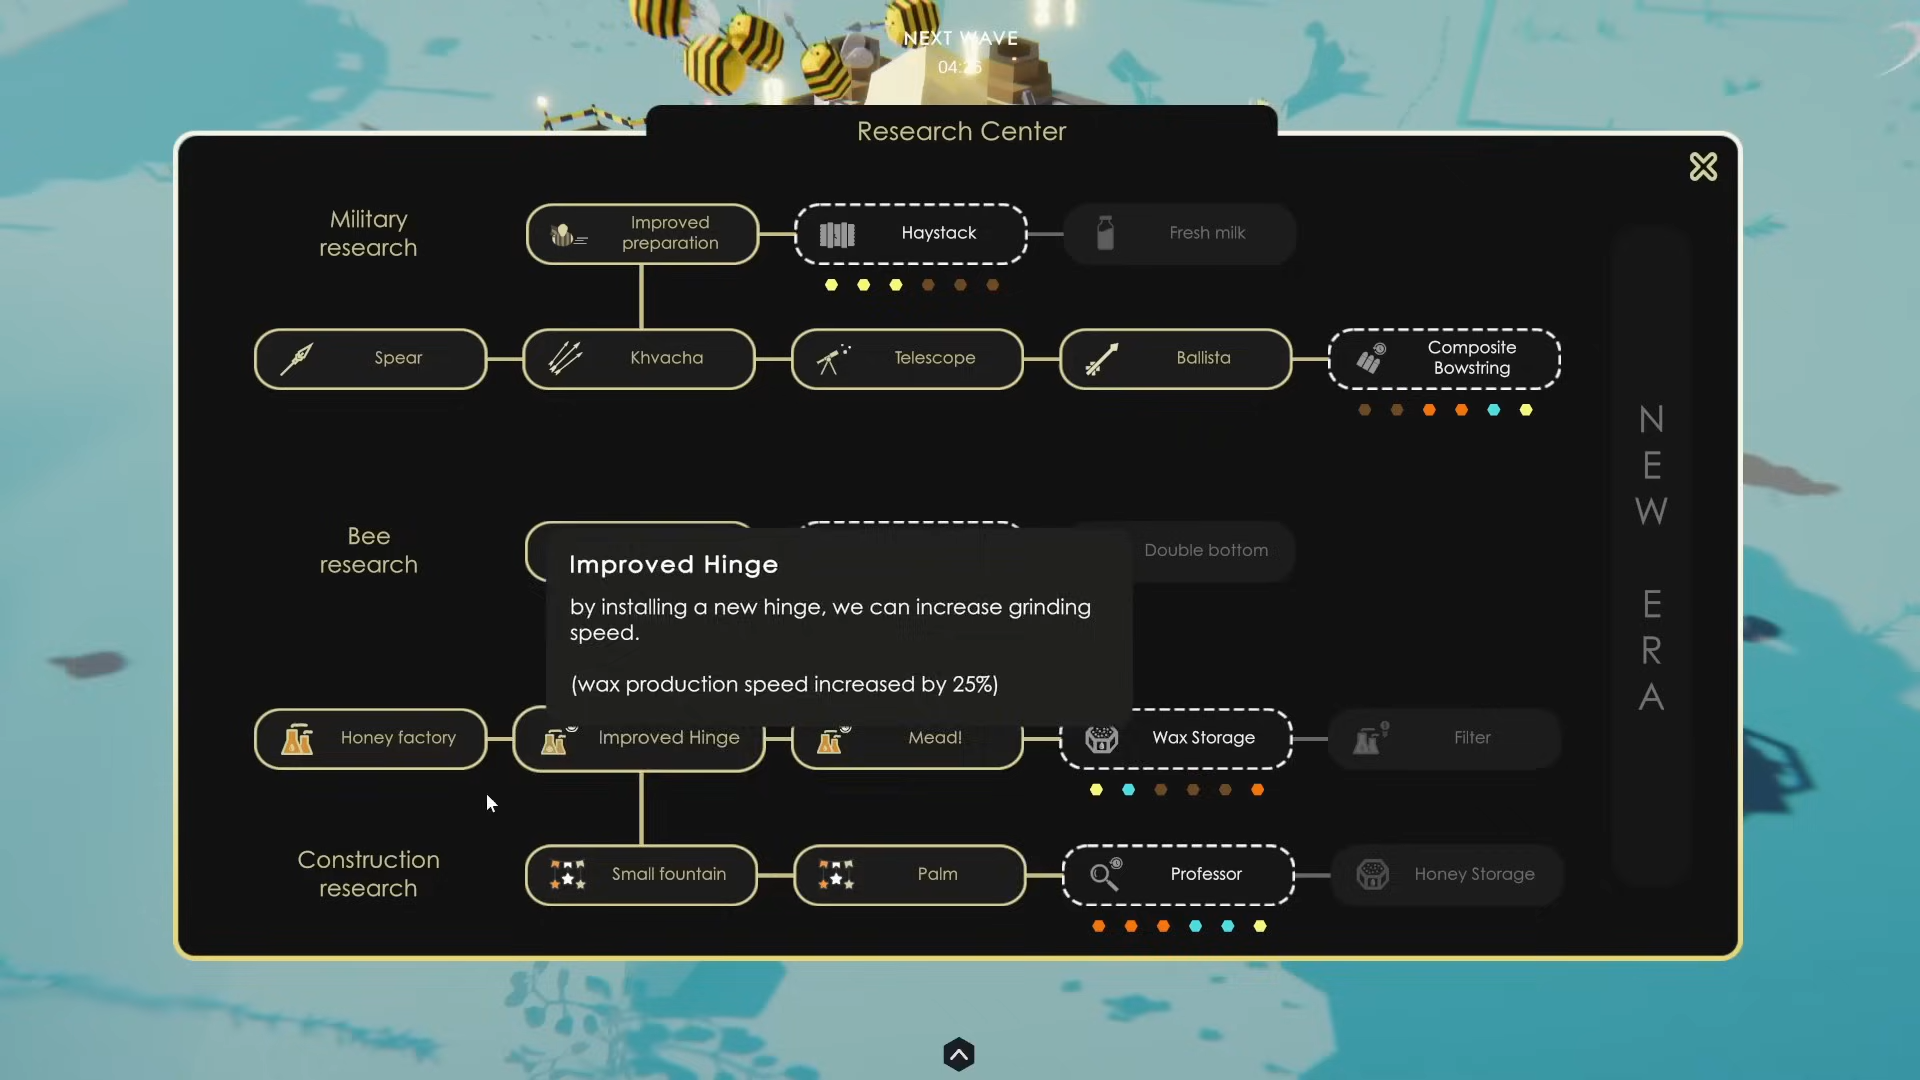 NEXT WAVE
Research Center
Military
research
Improved
preparation
Haystack
Fresh milk
Spear
Khvacha
Telescope
Ballista
Composite
Bowstring
Bee
research
Double bottom
Improved Hinge
by installing a new hinge, we can increase grinding
speed.
(wax production speed increased by 25%)
Honey factory
Improved Hinge
Mead!
Wax Storage
Filter
Construction
research
Small fountain
Palm
Professor
Honey Storage
NEW ERA